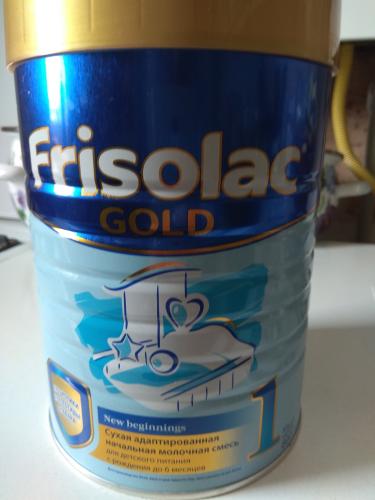 Frisolac
GOLD
New beginnings
1
Сухая адаптированная
начальная молочная смесь
для детского питания
с рождения до 6 месяцев